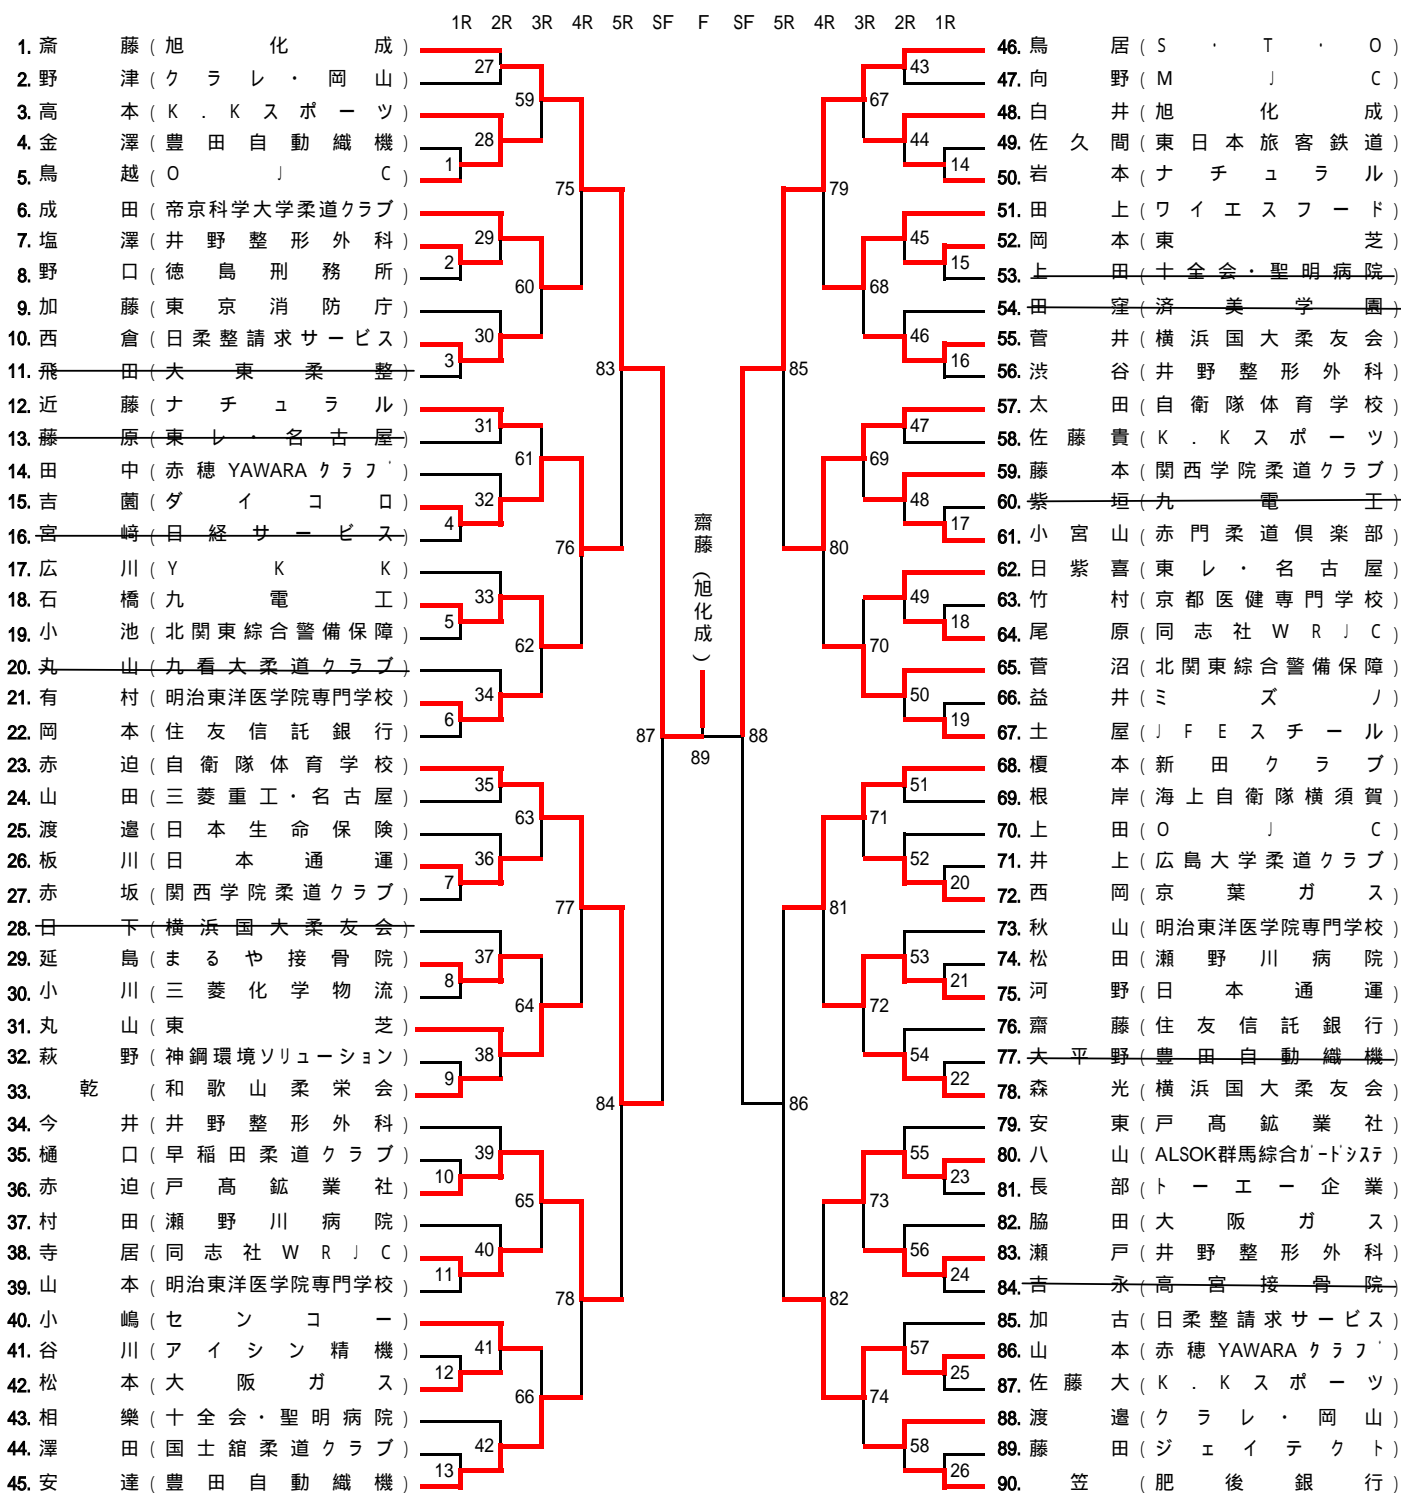 1R 2R 3R 4R 5R SF F SF 5R 4R 3R 2R 1R
1. 斎藤 (旭化成)
2. 野津 (クラレ・岡山)
3. 高本 (K.Kスポーツ)
4. 金澤 (豊田自動織機)
5. 鳥越 (OJC)
6. 成田 (帝京科学大学柔道クラブ)
7. 塩澤 (井野整形外科)
8. 野口 (徳島刑務所)
9. 加藤 (東京消防庁)
10. 西倉 (日柔整請求サービス)
11. 飛田 (大東柔整)
12. 近藤 (ナチュラル)
13. 藤原 (東レ・名古屋)
14. 田中 (赤穂YAWARAクラブ)
15. 吉薗 (ダイコロ)
16. 宮﨑 (日経サービス)
17. 広川 (YKK)
18. 石橋 (九電工)
19. 小池 (北関東綜合警備保障)
20. 丸山 (九看大柔道クラブ)
21. 有村 (明治東洋医学院専門学校)
22. 岡本 (住友信託銀行)
23. 赤迫 (自衛隊体育学校)
24. 山田 (三菱重工・名古屋)
25. 渡邉 (日本生命保険)
26. 板川 (日本通運)
27. 赤坂 (関西学院柔道クラブ)
28. 日下 (横浜国大柔友会)
29. 延島 (まるや接骨院)
30. 小川 (三菱化学物流)
31. 丸山 (東芝)
32. 萩野 (神鋼環境ソリューション)
33. 乾 (和歌山柔栄会)
34. 今井 (井野整形外科)
35. 樋口 (早稲田柔道クラブ)
36. 赤迫 (戸髙鉱業社)
37. 村田 (瀬野川病院)
38. 寺居 (同志社WRJC)
39. 山本 (明治東洋医学院専門学校)
40. 小嶋 (センコー)
41. 谷川 (アイシン精機)
42. 松本 (大阪ガス)
43. 相樂 (十全会・聖明病院)
44. 澤田 (国士舘柔道クラブ)
45. 安達 (豊田自動織機)
27
28
1
29
2
30
3
31
32
4
33
5
34
6
35
36
7
37
8
38
9
39
10
40
11
41
12
42
13
59
60
61
62
63
64
65
66
75
76
77
78
83
84
87
齋藤(旭化成)
89
88
85
86
79
80
81
82
67
68
69
70
71
72
73
74
43
44
14
45
15
46
16
47
48
17
49
18
50
19
51
52
20
53
21
54
22
55
23
56
24
57
25
58
26
46. 鳥居 (S・T・O)
47. 向野 (MJC)
48. 白井 (旭化成)
49. 佐久間 (東日本旅客鉄道)
50. 岩本 (ナチュラル)
51. 田上 (ワイエスフード)
52. 岡本 (東芝)
53. 上田 (十全会・聖明病院)
54. 田窪 (済美学園)
55. 菅井 (横浜国大柔友会)
56. 渋谷 (井野整形外科)
57. 太田 (自衛隊体育学校)
58. 佐藤貴 (K.Kスポーツ)
59. 藤本 (関西学院柔道クラブ)
60. 紫垣 (九電工)
61. 小宮山 (赤門柔道倶楽部)
62. 日紫喜 (東レ・名古屋)
63. 竹村 (京都医健専門学校)
64. 尾原 (同志社WRJC)
65. 菅沼 (北関東綜合警備保障)
66. 益井 (ミズノ)
67. 土屋 (JFEスチール)
68. 榎本 (新田クラブ)
69. 根岸 (海上自衛隊横須賀)
70. 上田 (OJC)
71. 井上 (広島大学柔道クラブ)
72. 西岡 (京葉ガス)
73. 秋山 (明治東洋医学院専門学校)
74. 松田 (瀬野川病院)
75. 河野 (日本通運)
76. 齋藤 (住友信託銀行)
77. 大平野 (豊田自動織機)
78. 森光 (横浜国大柔友会)
79. 安東 (戸髙鉱業社)
80. 八山 (ALSOK群馬綜合ガードシステ)
81. 長部 (トーエー企業)
82. 脇田 (大阪ガス)
83. 瀬戸 (井野整形外科)
84. 吉永 (高宮接骨院)
85. 加古 (日柔整請求サービス)
86. 山本 (赤穂YAWARAクラブ)
87. 佐藤大 (K.Kスポーツ)
88. 渡邉 (クラレ・岡山)
89. 藤田 (ジェイテクト)
90. 笠 (肥後銀行)